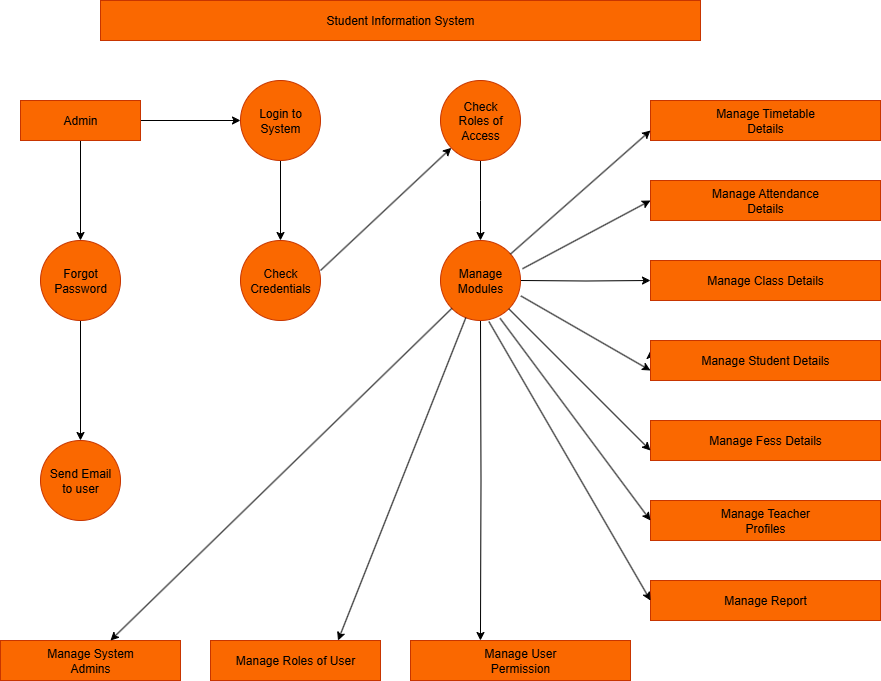 Student Information System
Admin
Login to
System
Check
Roles of
Access
Manage Timetable
Details
Manage Attendance
Details
Forgot
Password
Check
Credentials
Manage
Modules
Manage Class Details
Manage Student Details
Manage Fess Details
Send Email
to user
Manage Teacher
Profiles
Manage Report
Manage System
Admins
Manage Roles of User
Manage User
Permission